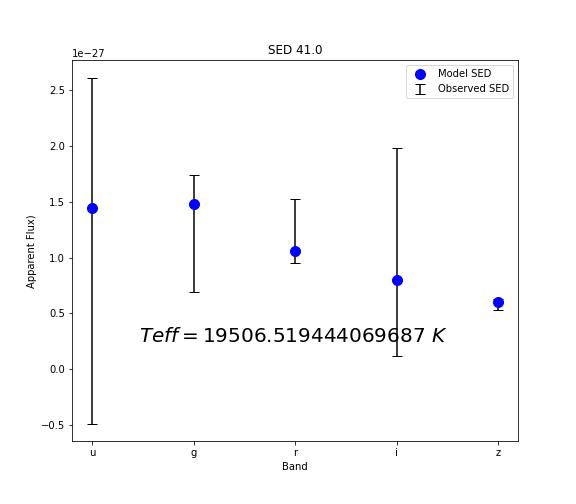 SED 41.0
1e−27
Model SED
Observed SED
2.5
2.0
1.5
1.0
0.5
0.0
−0.5
Apparent Flux)
Teff = 19506.519444069687 K
u g r i z
Band